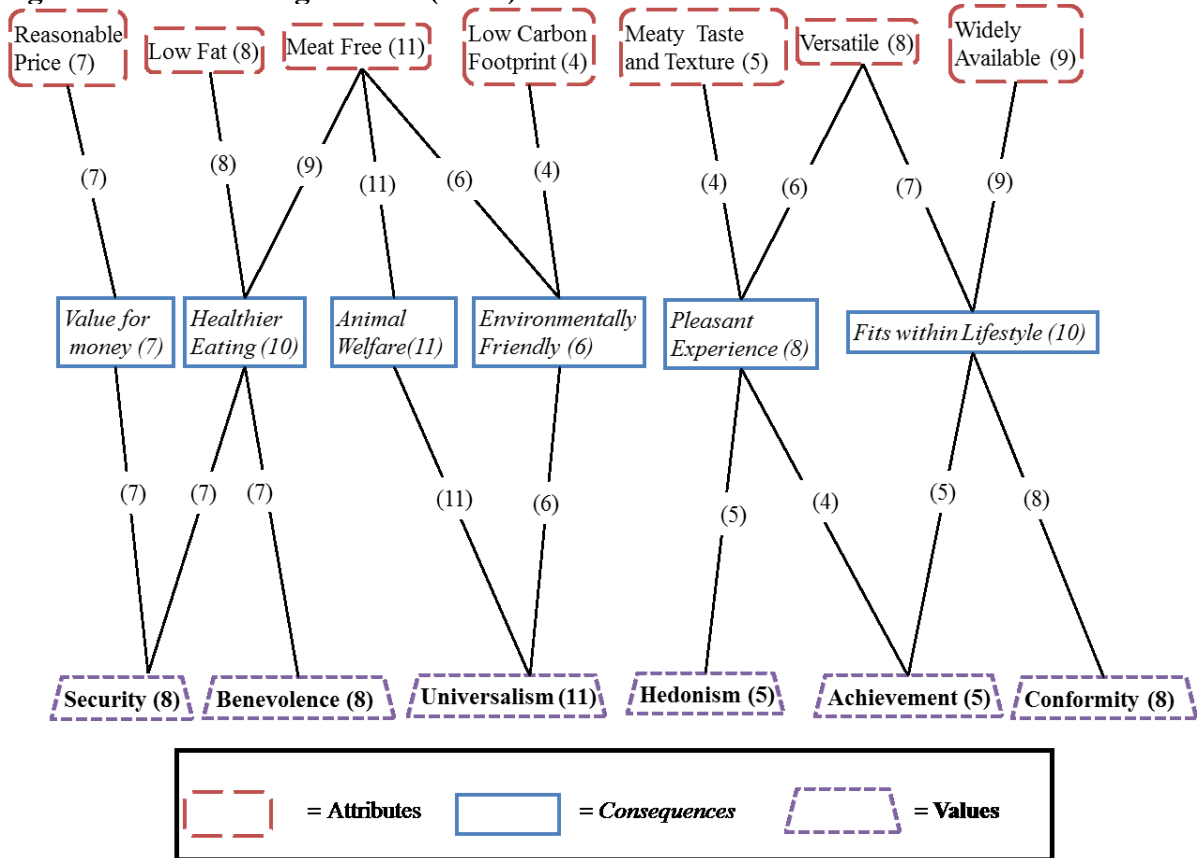 Reasonable
Price (7)
Low Fat (8)
Meat Free (11)
Low Carbon
Footprint (4)
Meaty Taste
and Texture (5)
Versatile (8)
Widely
Available (9)
(7)
(8)
(9)
(11)
(6)
(4)
(4)
(6)
(7)
(9)
Value for
money (7)
Healthier
Eating (10)
Animal
Welfare(11)
Environmentally
Friendly (6)
Pleasant
Experience (8)
Fits within Lifestyle (10)
(7)
(7)
(7)
(11)
(6)
(5)
(4)
(5)
(8)
Security (8)
Benevolence (8)
Universalism (11)
Hedonism (5)
Achievement (5)
Conformity (8)
= Attributes
= Consequences
= Values